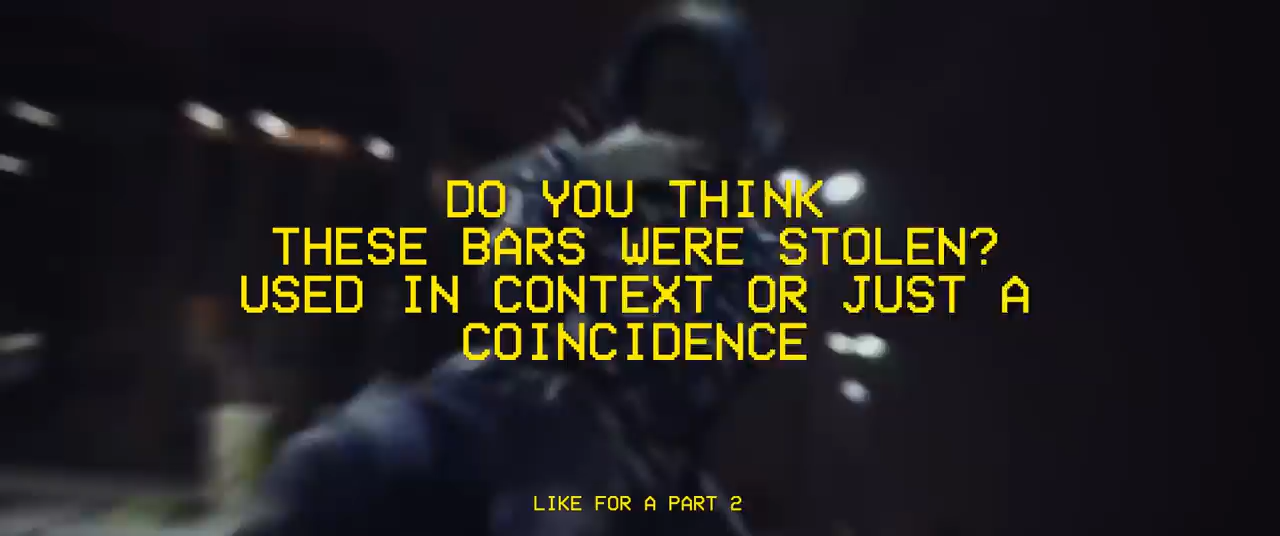 DO YOU THINK
THESE BARS WERE STOLEN?
USED IN CONTEXT OR JUST A
COINCIDENCE
LIKE FOR A PART 2